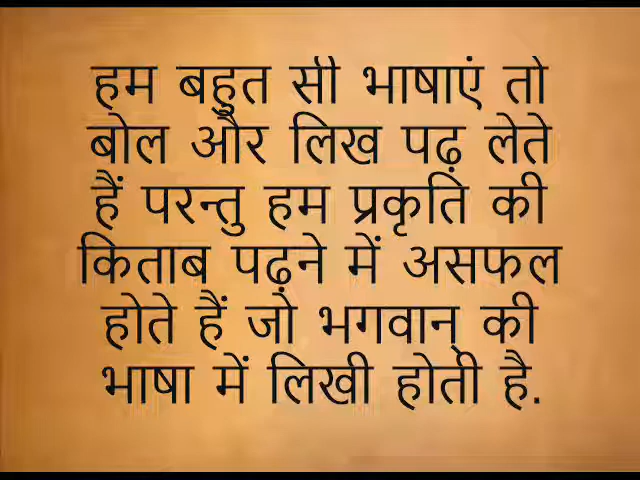 हम बहुत सी भाषाएं तो
बोल और लिख पढ़ लेते
हैं परन्तु हम प्रकृति की
किताब पढ़ने में असफल
होते हैं जो भगवान् की
भाषा में लिखी होती है.